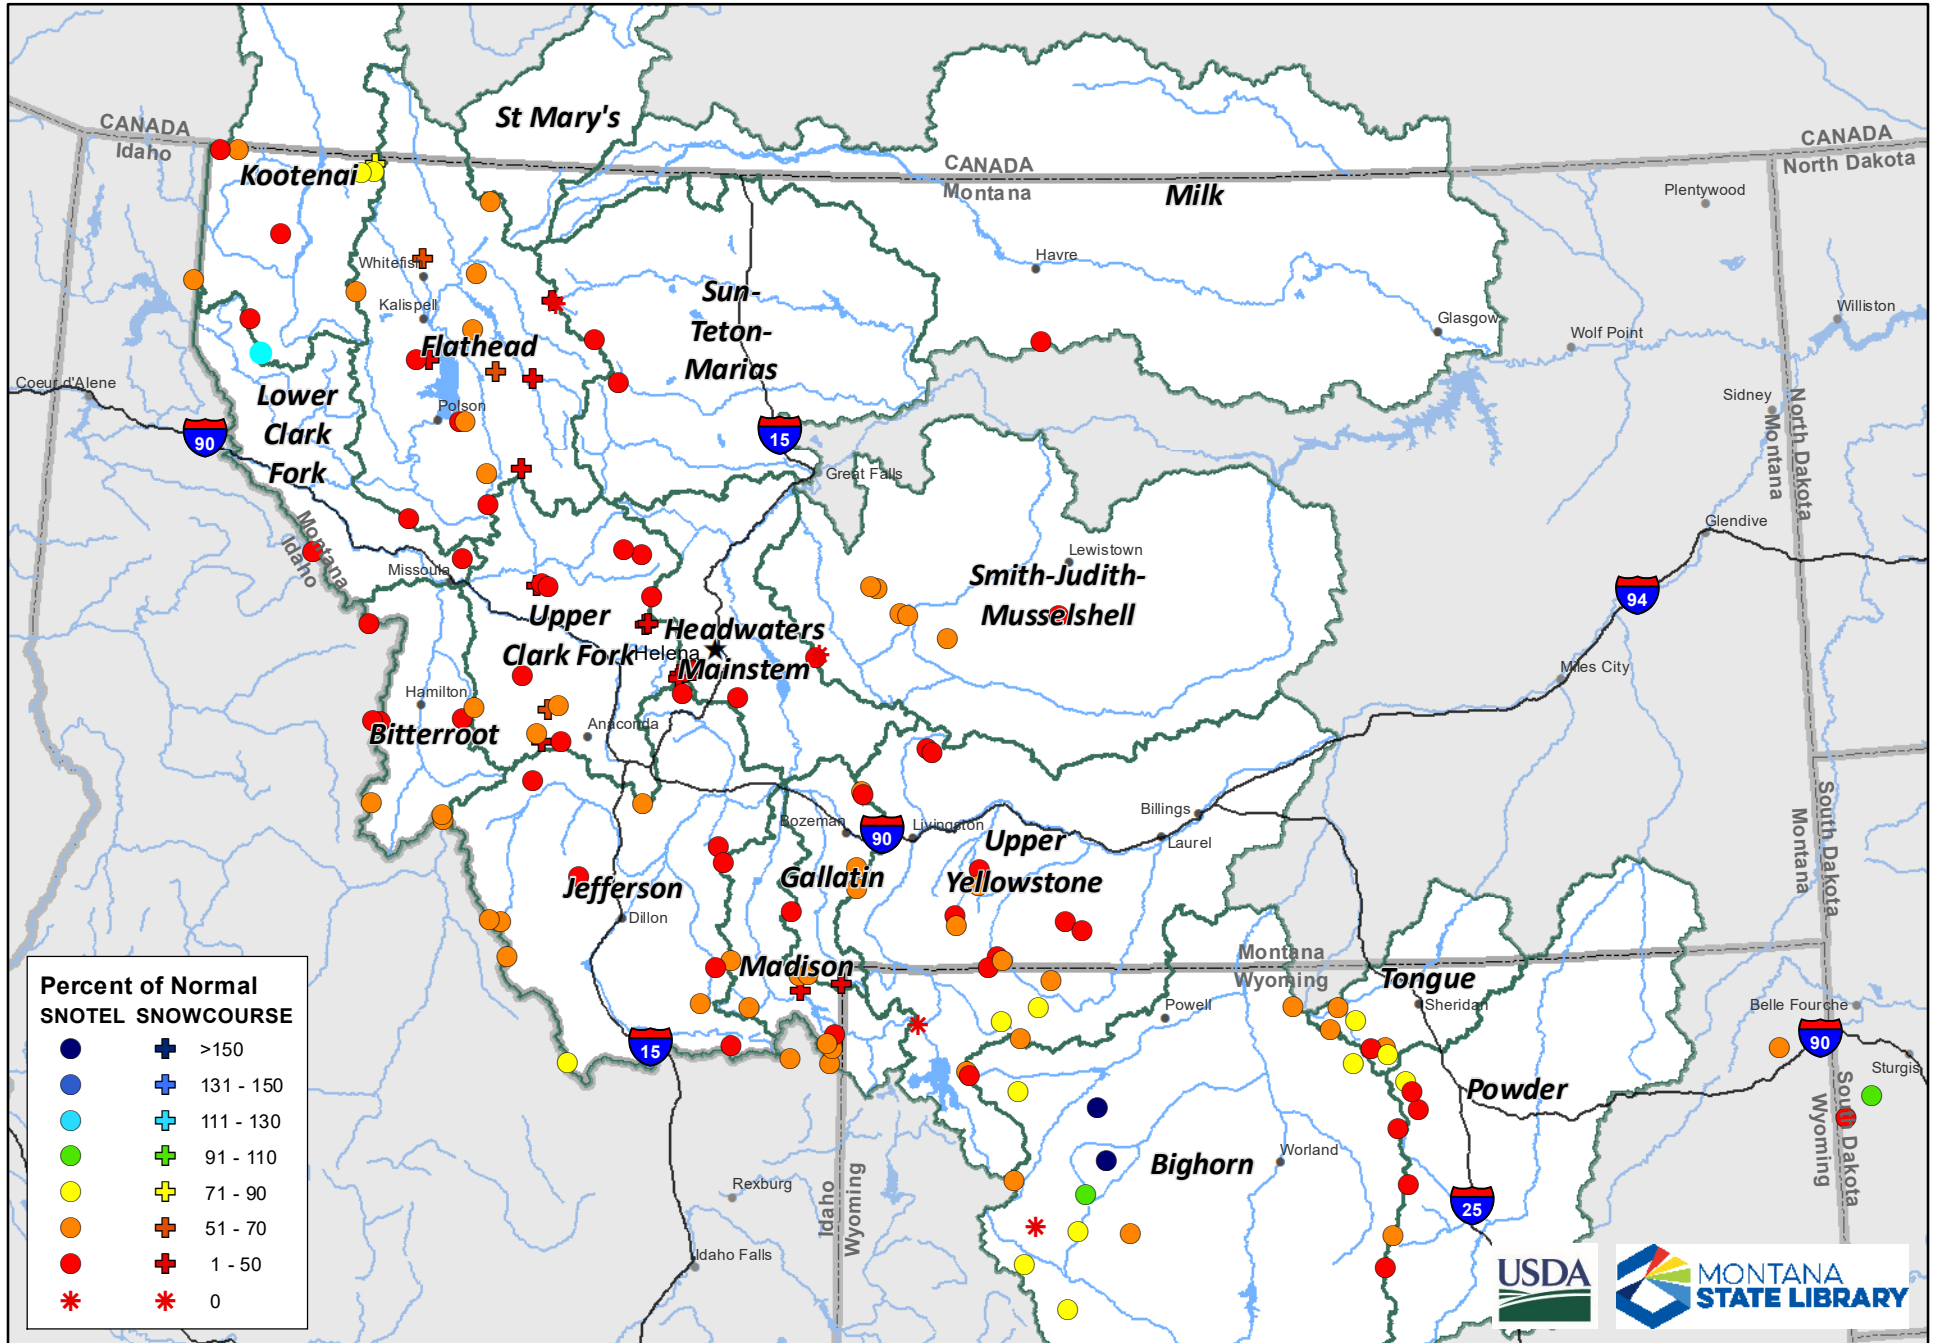 CANADA
Idaho
St Mary's
CANADA
Montana
CANADA
North Dakota
Kootenai
Milk
Plentywood
Whitefish
Havre
Kalispell
Sun-
Teton-
Marias
Glasgow
Wolf Point
Williston
Flathead
Coeur d'Alene
Lower
Clark
Fork
Polson
Sidney
North Dakota
Montana
90
15
Great Falls
Montana
Idaho
Missoula
Glendive
Lewistown
Smith-Judith-
Musselshell
94
Upper
Clark Fork
Headwaters
Mainstem
Helena
Miles City
Hamilton
Bitterroot
Anaconda
Billings
South Dakota
Montana
Bozeman
90
Livingston
Laurel
Upper
Yellowstone
Gallatin
Jefferson
Dillon
Madison
Montana
Wyoming
Tongue
Sheridan
Powell
Belle Fourche
90
Sturgis
15
Powder
South Dakota
Wyoming
Bighorn
Worland
Rexburg
Idaho
Wyoming
25
Idaho Falls
Percent of Normal
SNOTEL SNOWCOURSE
>150
131 - 150
111 - 130
91 - 110
71 - 90
51 - 70
1 - 50
0
USDA
MONTANA
STATE LIBRARY